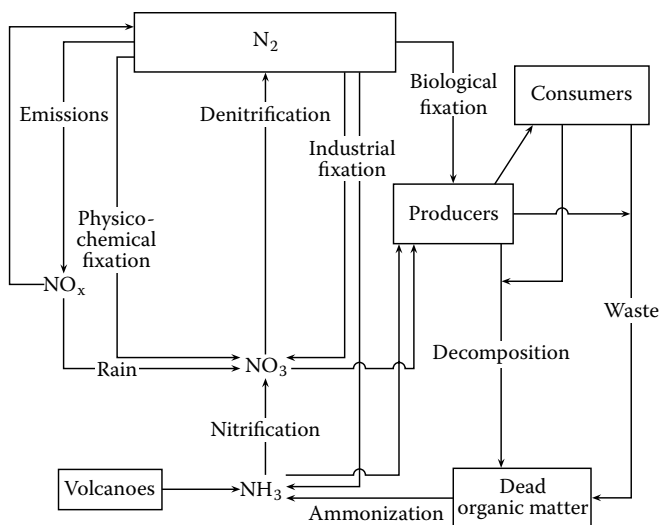 N₂
Emissions
Denitrification
Biological
fixation
Consumers
Industrial
fixation
Physico-
chemical
fixation
Producers
NOₓ
Waste
Decomposition
Rain
NO₃
Nitrification
Volcanoes
NH₃
Ammonization
Dead
organic matter